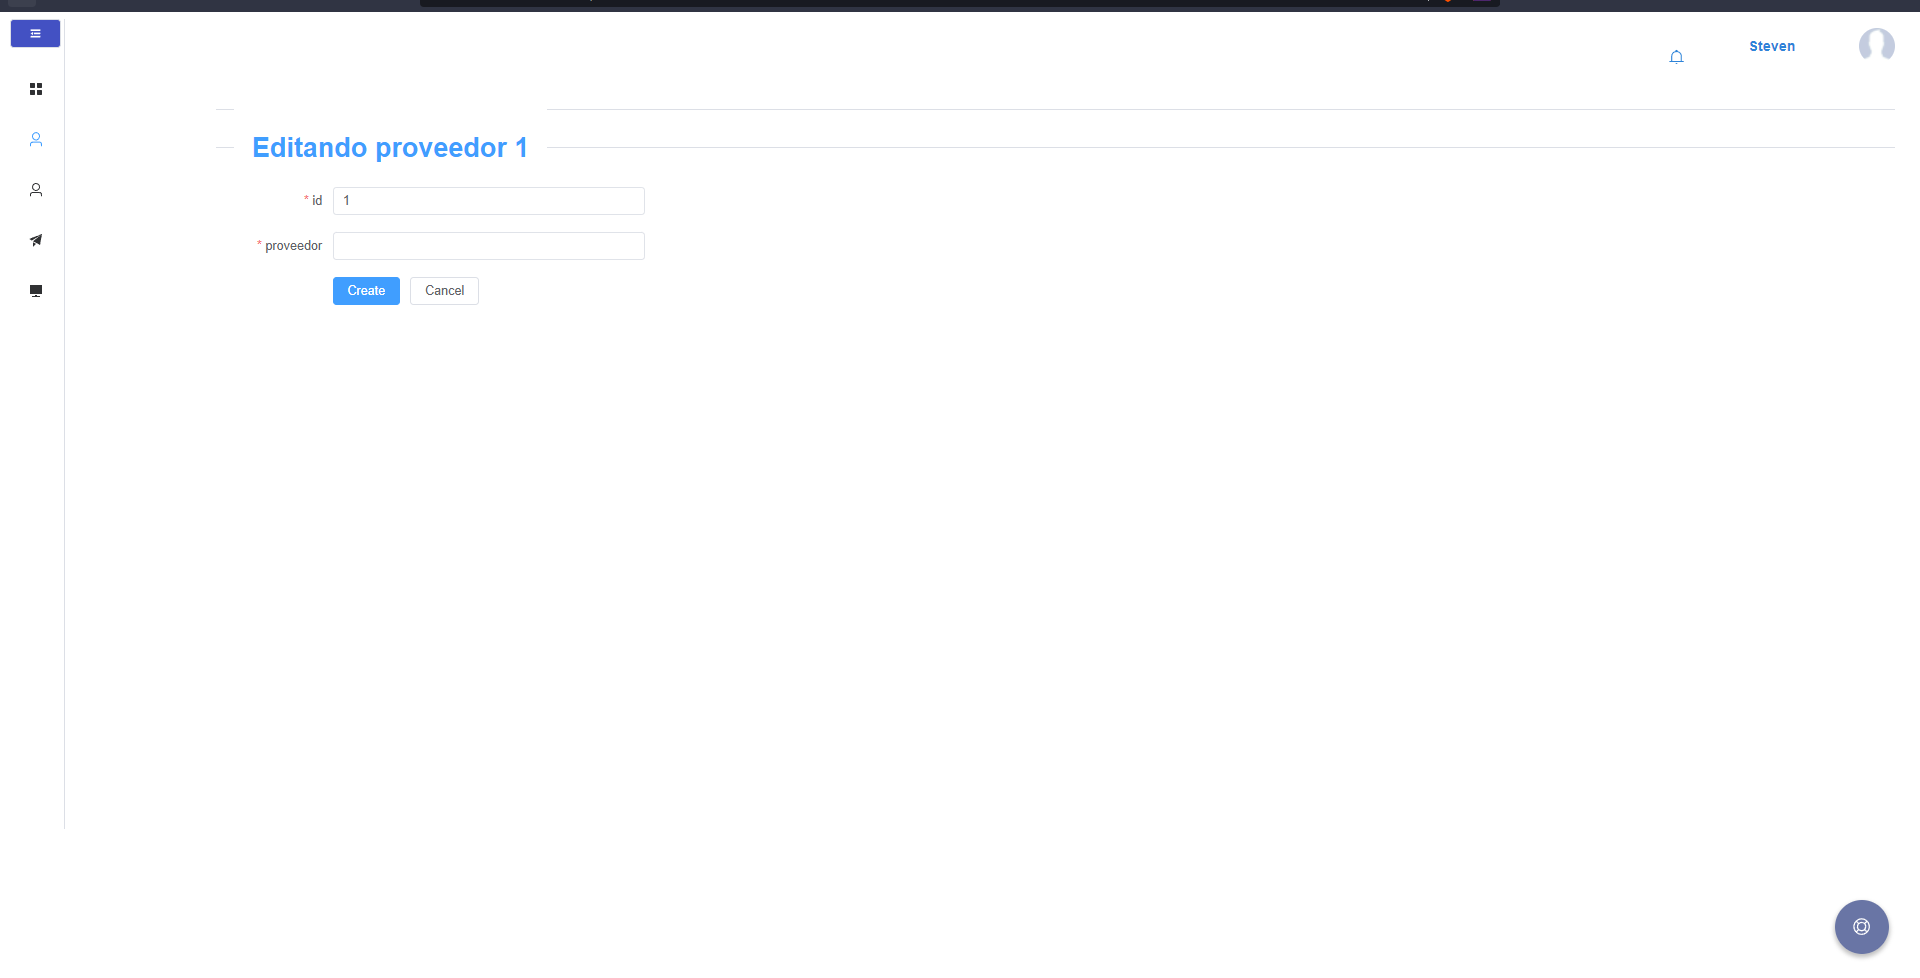 Steven
Editando proveedor 1
* id 1
* proveedor
Create Cancel